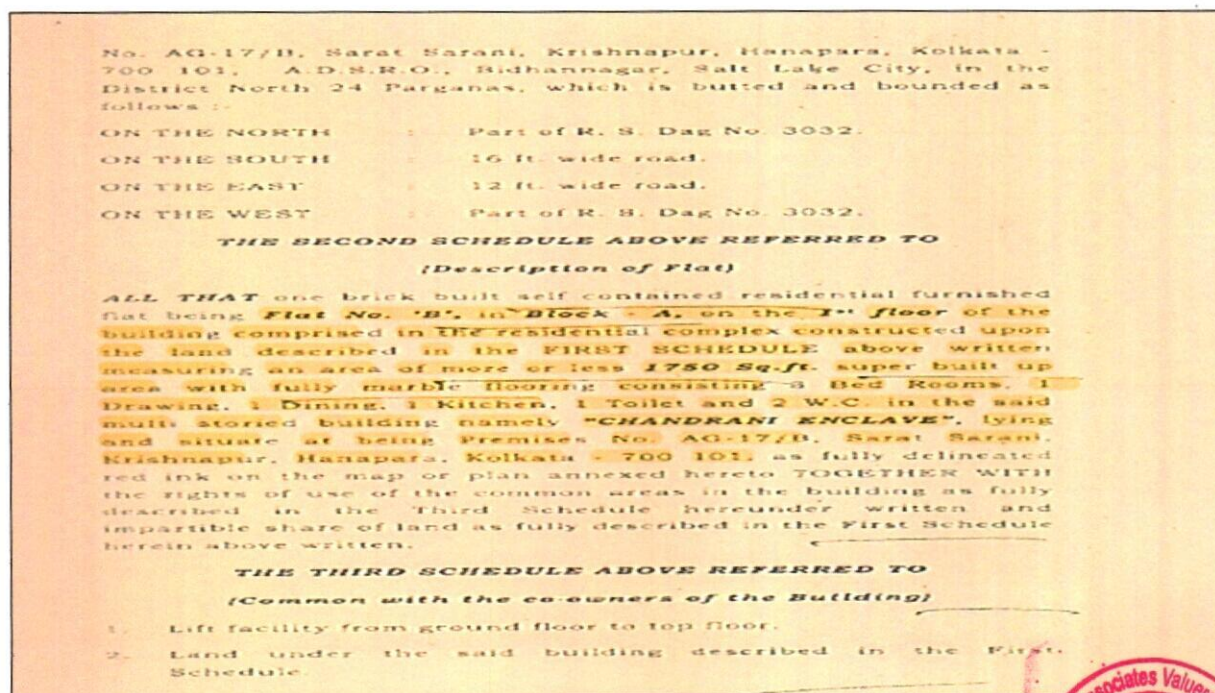 No. AG-17/B, Sarat Sarani, Krishnapur, Hanapara, Kolkata -
700 101, A.D.S.R.O., Bidhannagar, Salt Lake City, in the
District North 24 Parganas, which is butted and bounded as
follows :-
ON THE NORTH : Part of R. S. Dag No. 3032.
ON THE SOUTH : 16 ft. wide road.
ON THE EAST : 12 ft. wide road.
ON THE WEST : Part of R. S. Dag No. 3032.
THE SECOND SCHEDULE ABOVE REFERRED TO
(Description of Flat)
ALL THAT one brick built self contained residential furnished
flat being Flat No. 'B', in Block - A, on the 1st floor of the
building comprised in the residential complex constructed upon
the land described in the FIRST SCHEDULE above written
measuring an area of more or less 1750 Sq.ft. super built up
area with fully marble flooring consisting 3 Bed Rooms, 1
Drawing, 1 Dining, 1 Kitchen, 1 Toilet and 2 W.C. in the said
multi storied building namely "CHANDRANI ENCLAVE", lying
and situate at being Premises No. AG-17/B, Sarat Sarani,
Krishnapur, Hanapara, Kolkata - 700 101, as fully delineated
red ink on the map or plan annexed hereto TOGETHER WITH
the rights of use of the common areas in the building as fully
described in the Third Schedule hereunder written and
impartible share of land as fully described in the First Schedule
herein above written.
THE THIRD SCHEDULE ABOVE REFERRED TO
(Common with the co-owners of the Building)
1. Lift facility from ground floor to top floor.
2. Land under the said building described in the First
Schedule.
Associates Valuer